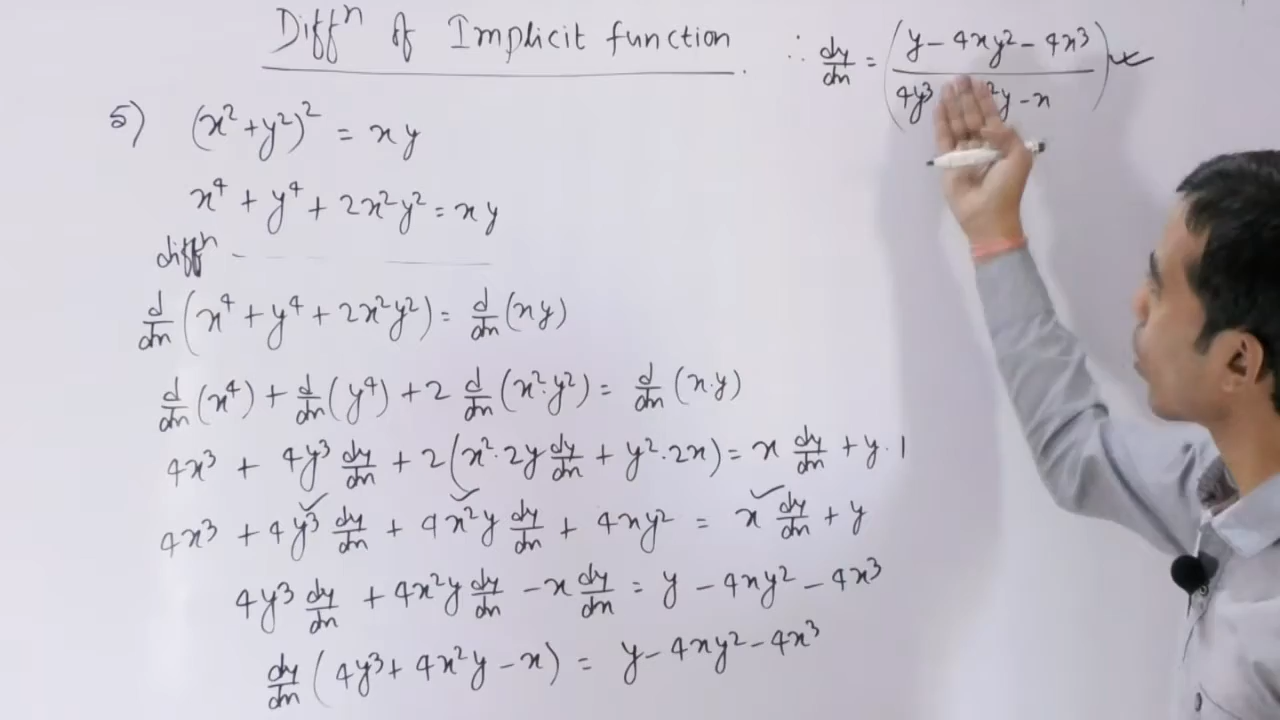 Diffⁿ of Implicit function
5) (x² + y²)² = xy
x⁴ + y⁴ + 2x²y² = xy
diffⁿ
d/dx (x⁴ + y⁴ + 2x²y²) = d/dx (xy)
d/dx (x⁴) + d/dx (y⁴) + 2 d/dx (x²·y²) = d/dx (x·y)
4x³ + 4y³ dy/dx + 2(x²·2y dy/dx + y²·2x) = x dy/dx + y·1
4x³ + 4y³ dy/dx + 4x²y dy/dx + 4xy² = x dy/dx + y
4y³ dy/dx + 4x²y dy/dx - x dy/dx = y - 4xy² - 4x³
dy/dx (4y³ + 4x²y - x) = y - 4xy² - 4x³
∴ dy/dx = (y - 4xy² - 4x³ / 4y³ ²y - x)